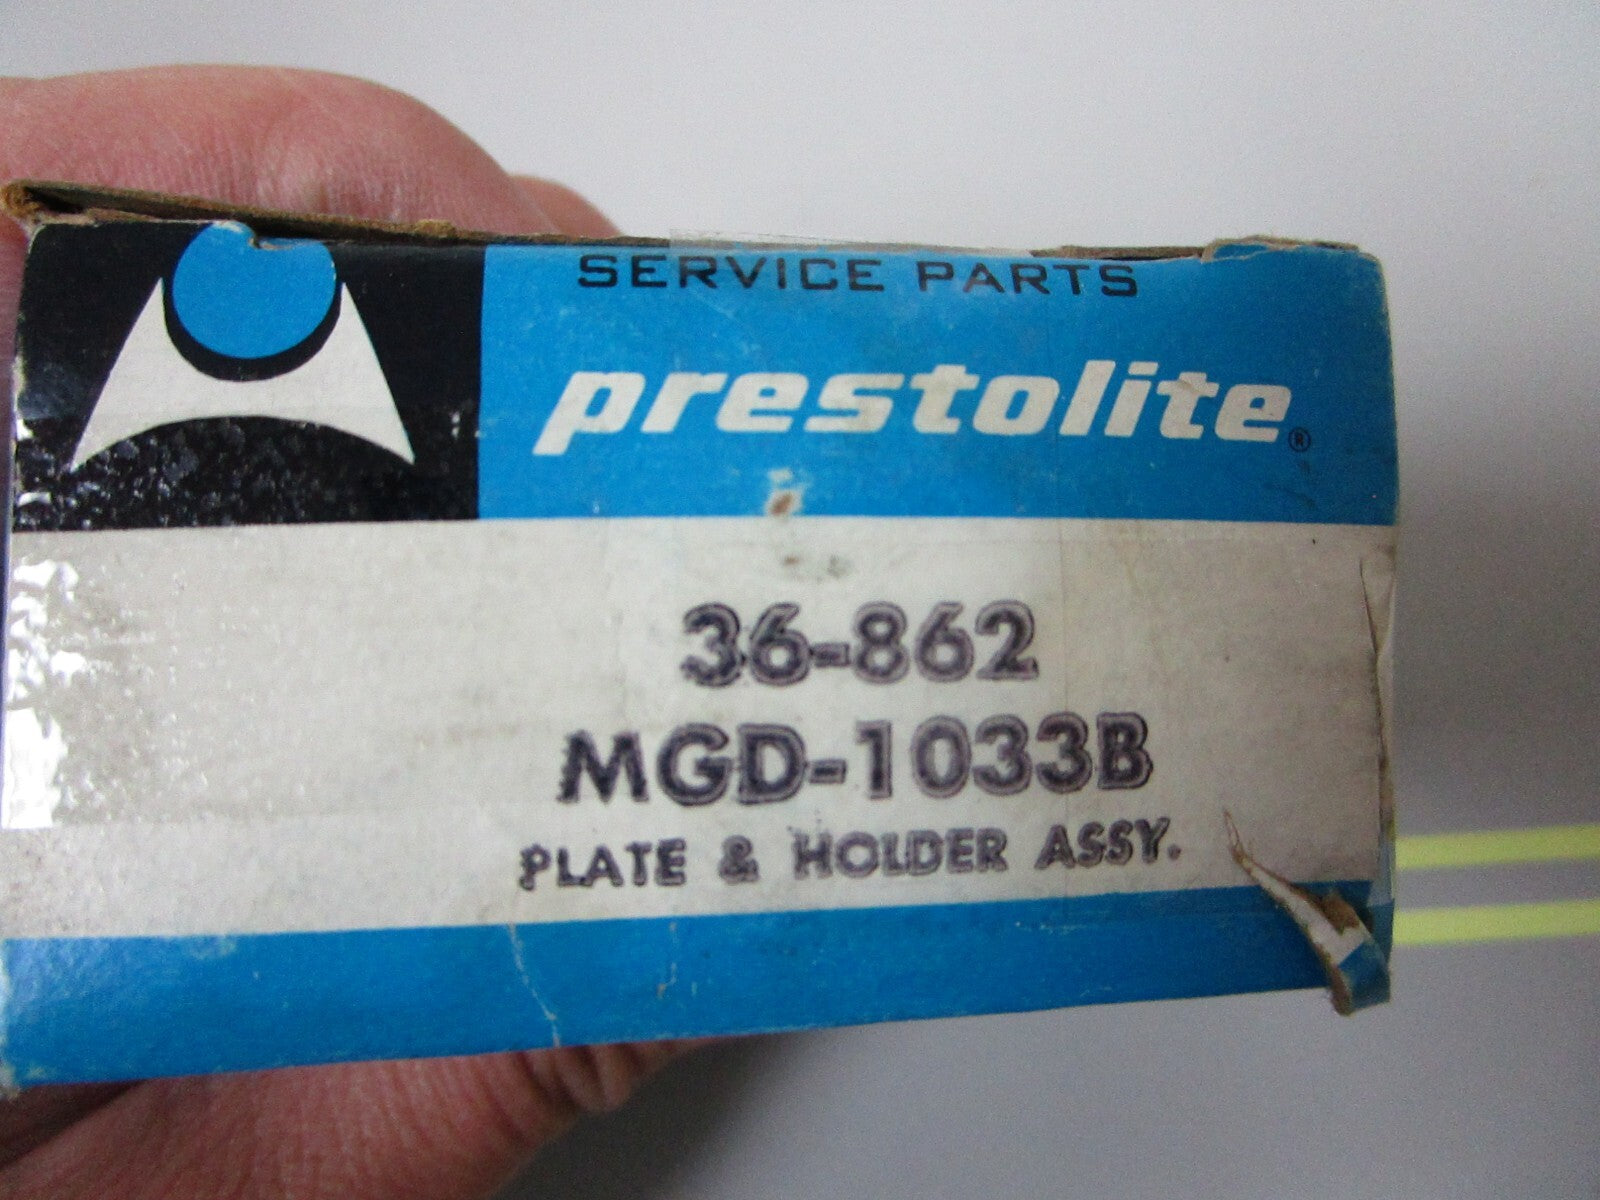 SERVICE PARTS
prestolite®
36-862
MGD-1033B
PLATE & HOLDER ASSY.